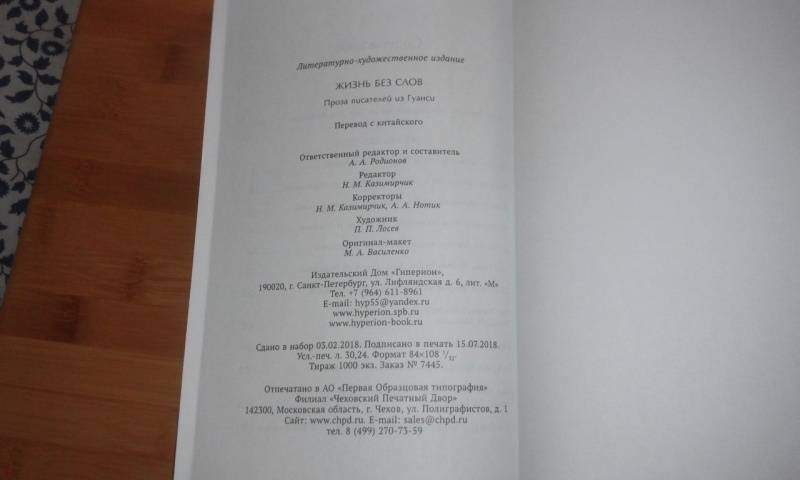 Литературно-художественное издание
ЖИЗНЬ БЕЗ СЛОВ
Проза писателей из Гуанси
Перевод с китайского
Ответственный редактор и составитель
А. А. Родионов
Редактор
Н. М. Казимирчик
Корректоры
Н. М. Казимирчик, А. А. Нотик
Художник
П. П. Лосев
Оригинал-макет
М. А. Василенко
Издательский Дом «Гиперион»,
190020, г. Санкт-Петербург, ул. Лифляндская д. 6, лит. «М»
Тел. +7 (964) 611-8961
E-mail: hyp55@yandex.ru
www.hyperion.spb.ru
www.hyperion-book.ru
Сдано в набор 03.02.2018. Подписано в печать 15.07.2018.
Усл.-печ. л. 30,24. Формат 84×108 1/32.
Тираж 1000 экз. Заказ № 7445.
Отпечатано в АО «Первая Образцовая типография»
Филиал «Чеховский Печатный Двор»
142300, Московская область, г. Чехов, ул. Полиграфистов, д. 1
Сайт: www.chpd.ru. E-mail: sales@chpd.ru
тел. 8 (499) 270-73-59